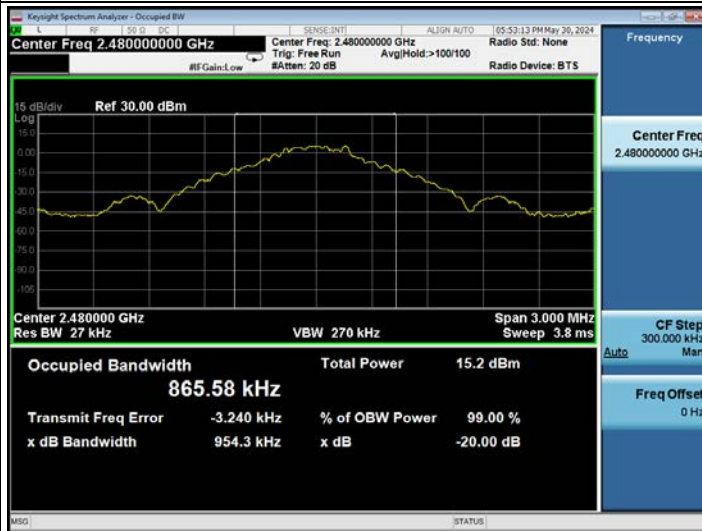 Keysight Spectrum Analyzer - Occupied BW
L RF 50 Ω DC SENSE:INT ALIGN AUTO 05:53:13 PM May 30, 2024
Center Freq 2.480000000 GHz Center Freq: 2.480000000 GHz Radio Std: None Frequency
Trig: Free Run Avg|Hold:>100/100
#IFGain:Low #Atten: 20 dB Radio Device: BTS
15 dB/div Ref 30.00 dBm
Log
15.0
0.00
-15.0
-30.0
-45.0
-60.0
-75.0
-90.0
-105
Center Freq
2.480000000 GHz
Center 2.480000 GHz Span 3.000 MHz
Res BW 27 kHz VBW 270 kHz Sweep 3.8 ms
CF Step
300.000 kHz
Auto Man
Occupied Bandwidth Total Power 15.2 dBm
865.58 kHz
Freq Offset
0 Hz
Transmit Freq Error -3.240 kHz % of OBW Power 99.00 %
x dB Bandwidth 954.3 kHz x dB -20.00 dB
MSG STATUS